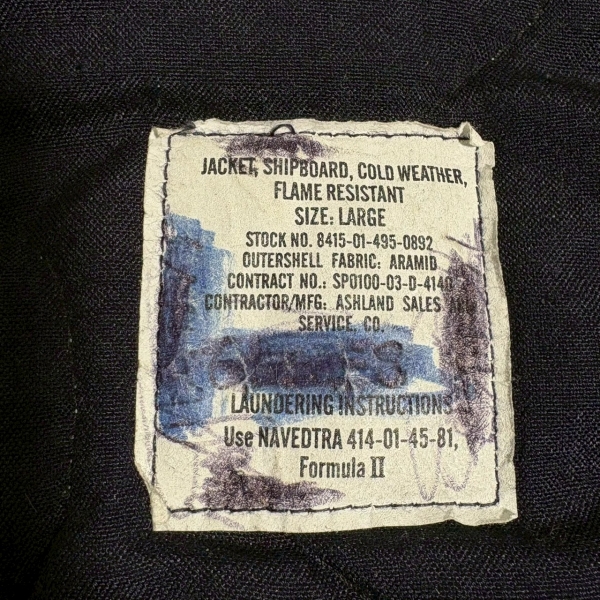 JACKET, SHIPBOARD, COLD WEATHER,
FLAME RESISTANT
SIZE: LARGE
STOCK NO. 8415-01-495-0892
OUTERSHELL FABRIC: ARAMID
CONTRACT NO.: SP0100-03-D-4140
CONTRACTOR/MFG: ASHLAND SALES AND
SERVICE, CO.
LAUNDERING INSTRUCTIONS
Use NAVEDTRA 414-01-45-81,
Formula II